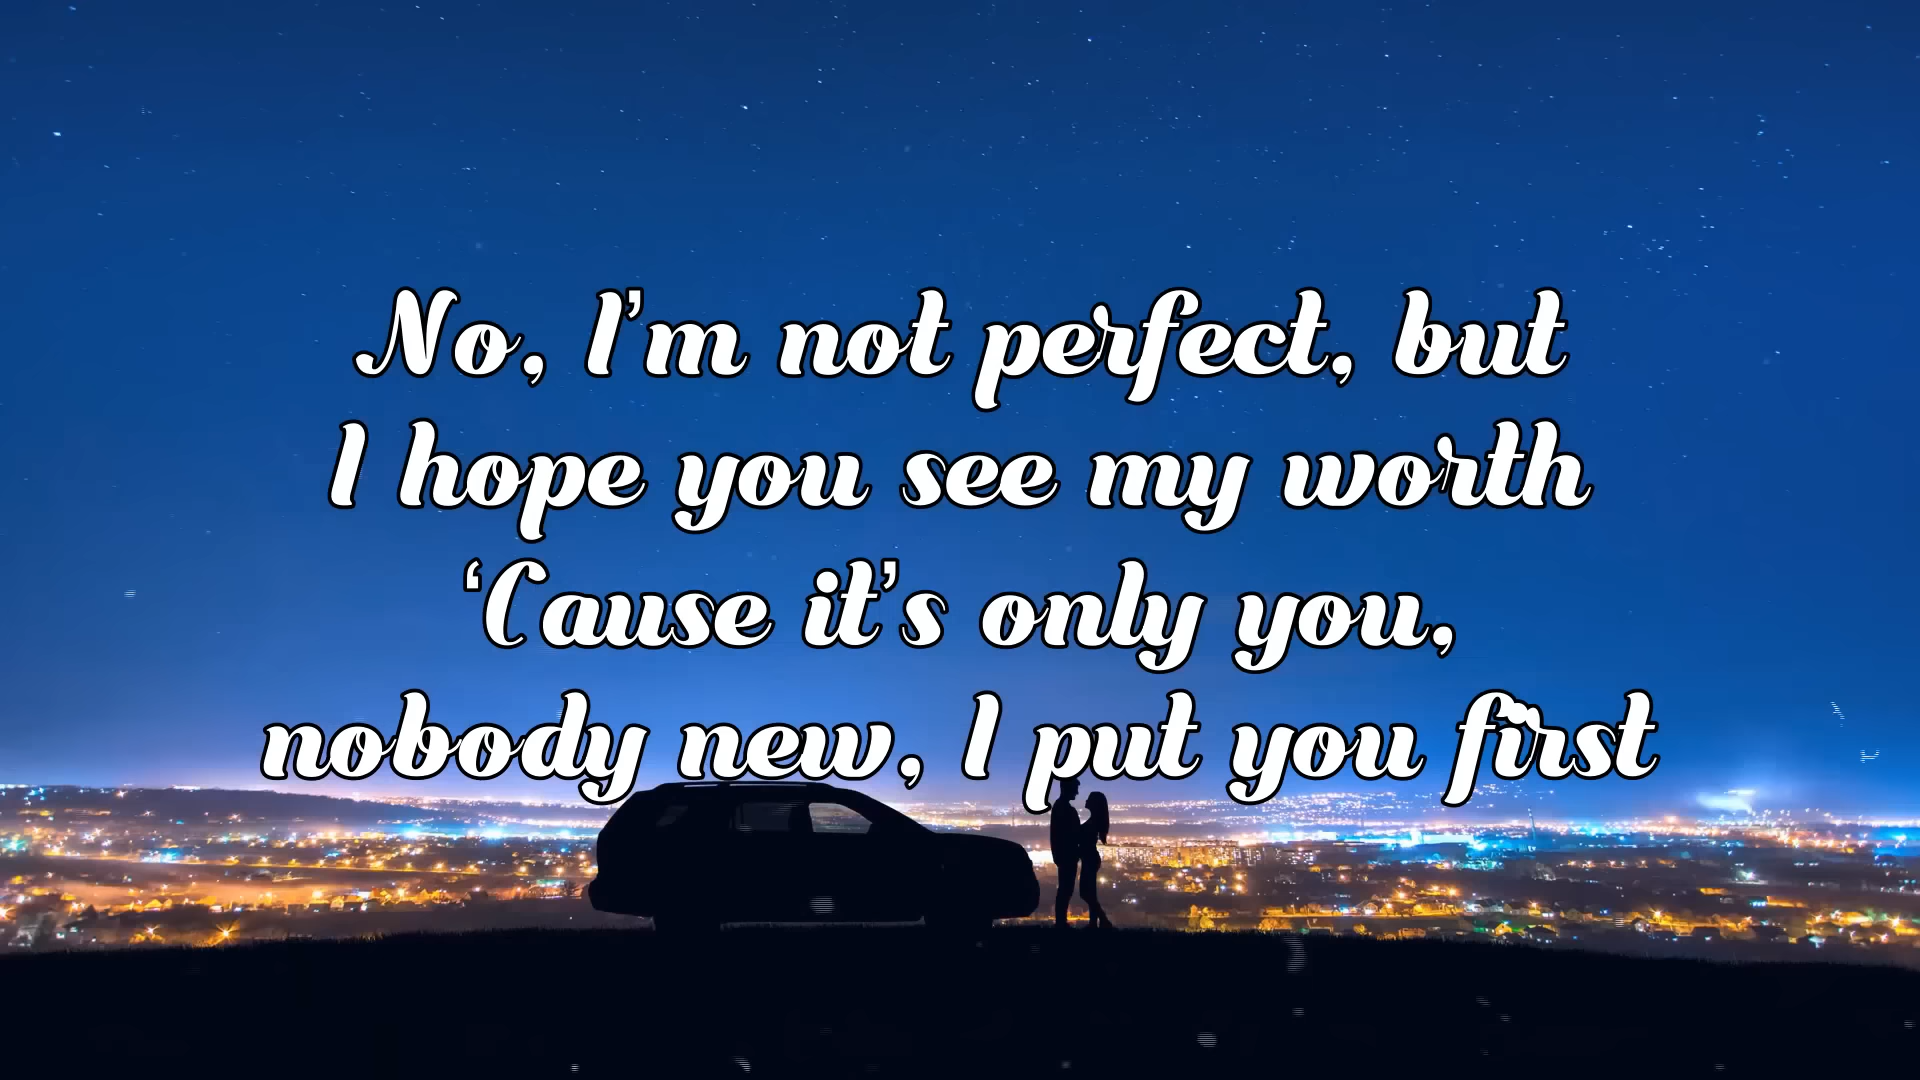 No, I’m not perfect, but
I hope you see my worth
‘Cause it’s only you,
nobody new, I put you first